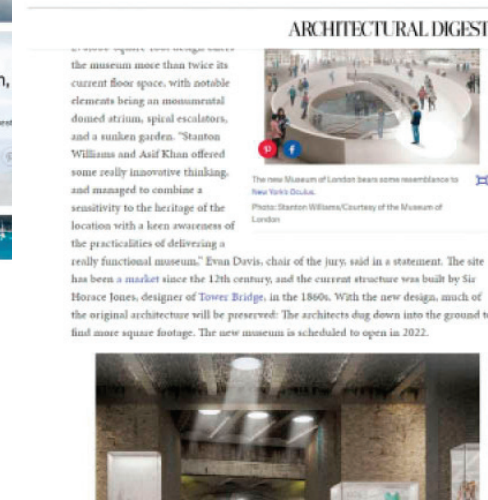 ARCHITECTURAL DIGEST
the museum more than twice its
current floor space, with notable
elements being an monumental
domed atrium, spiral escalators,
and a sunken garden. "Stanton
Williams and Asif Khan offered
some really innovative thinking,
and managed to combine a
sensitivity to the heritage of the
location with a keen awareness of
the practicalities of delivering a
The new Museum of London bears some resemblance to
New York's Oculus.
Photo: Stanton Williams/Courtesy of the Museum of
London
really functional museum," Evan Davis, chair of the jury, said in a statement. The site
has been a market since the 12th century, and the current structure was built by Sir
Horace Jones, designer of Tower Bridge, in the 1860s. With the new design, much of
the original architecture will be preserved: The architects dug down into the ground to
find more square footage. The new museum is scheduled to open in 2022.